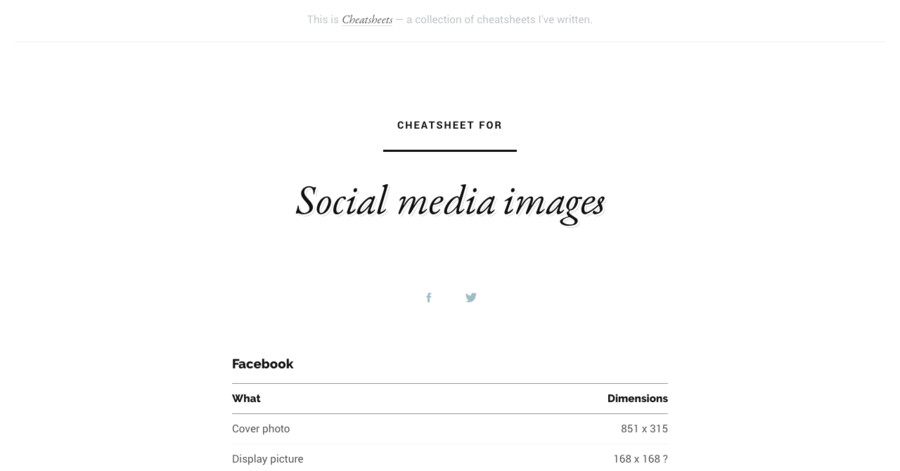 This is Cheatsheets — a collection of cheatsheets I've written.
CHEATSHEET FOR
Social media images
Facebook
What Dimensions
Cover photo 851 x 315
Display picture 168 x 168 ?